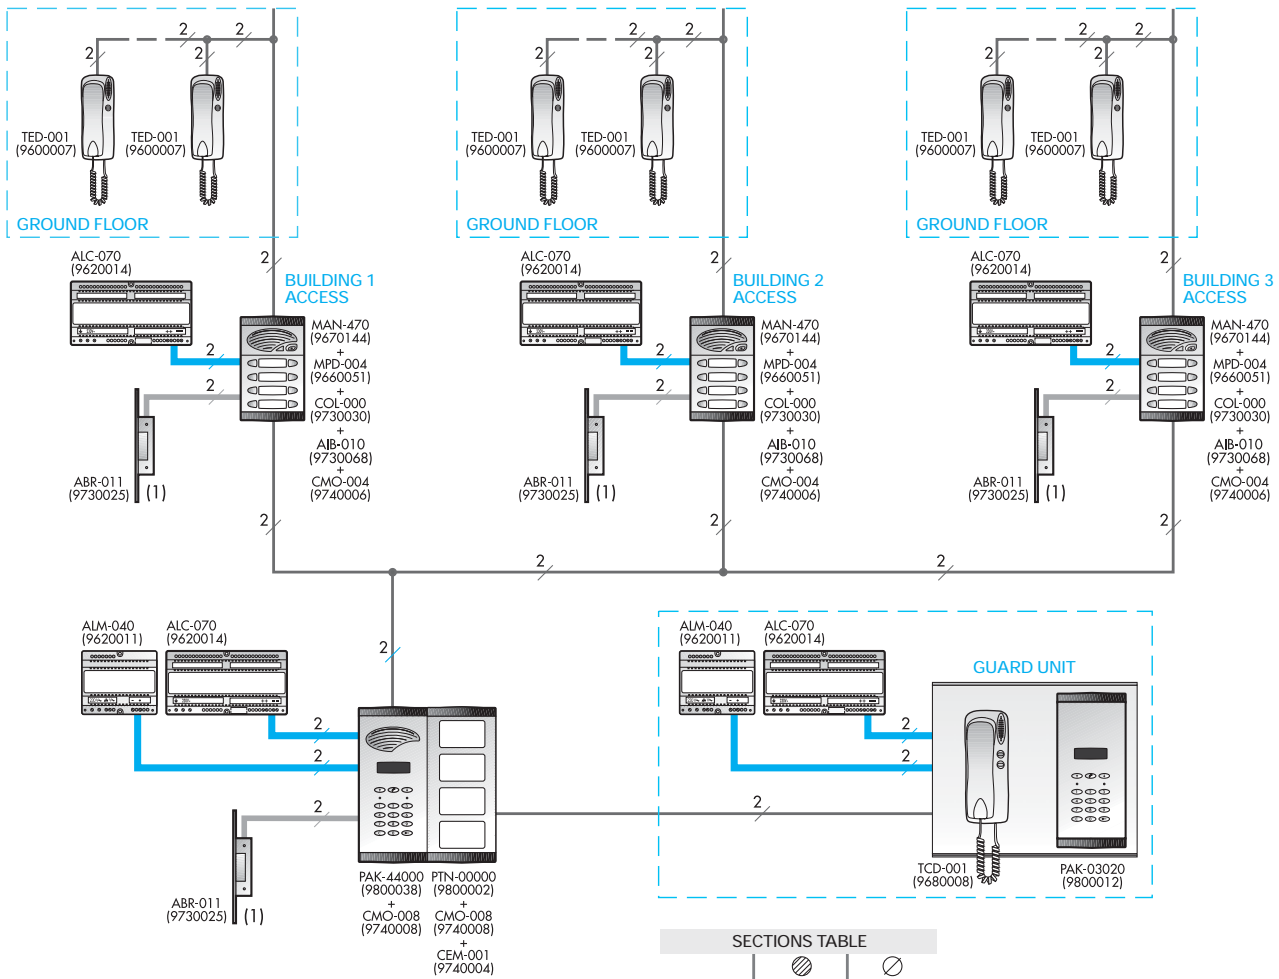 2
2
2
2
2
2
2
2
2
2
2
2
TED-001
(9600007)
TED-001
(9600007)
TED-001
(9600007)
TED-001
(9600007)
TED-001
(9600007)
TED-001
(9600007)
GROUND FLOOR
GROUND FLOOR
GROUND FLOOR
ALC-070
(9620014)
2
BUILDING 1
ACCESS
ALC-070
(9620014)
2
BUILDING 2
ACCESS
ALC-070
(9620014)
2
BUILDING 3
ACCESS
2
2
MAN-470
(9670144)
+
MPD-004
(9660051)
+
COL-000
(9730030)
+
AIB-010
(9730068)
+
CMO-004
(9740006)
2
2
MAN-470
(9670144)
+
MPD-004
(9660051)
+
COL-000
(9730030)
+
AIB-010
(9730068)
+
CMO-004
(9740006)
2
2
MAN-470
(9670144)
+
MPD-004
(9660051)
+
COL-000
(9730030)
+
AIB-010
(9730068)
+
CMO-004
(9740006)
ABR-011
(9730025)
(1)
ABR-011
(9730025)
(1)
ABR-011
(9730025)
(1)
2
2
2
2
2
2
ALM-040
(9620011)
ALC-070
(9620014)
2
2
2
ALM-040
(9620011)
ALC-070
(9620014)
GUARD UNIT
2
2
2
ABR-011
(9730025)
(1)
PAK-44000
(9800038)
+
CMO-008
(9740008)
PTN-00000
(9800002)
+
CMO-008
(9740008)
+
CEM-001
(9740004)
TCD-001
(9680008)
PAK-03020
(9800012)
SECTIONS TABLE